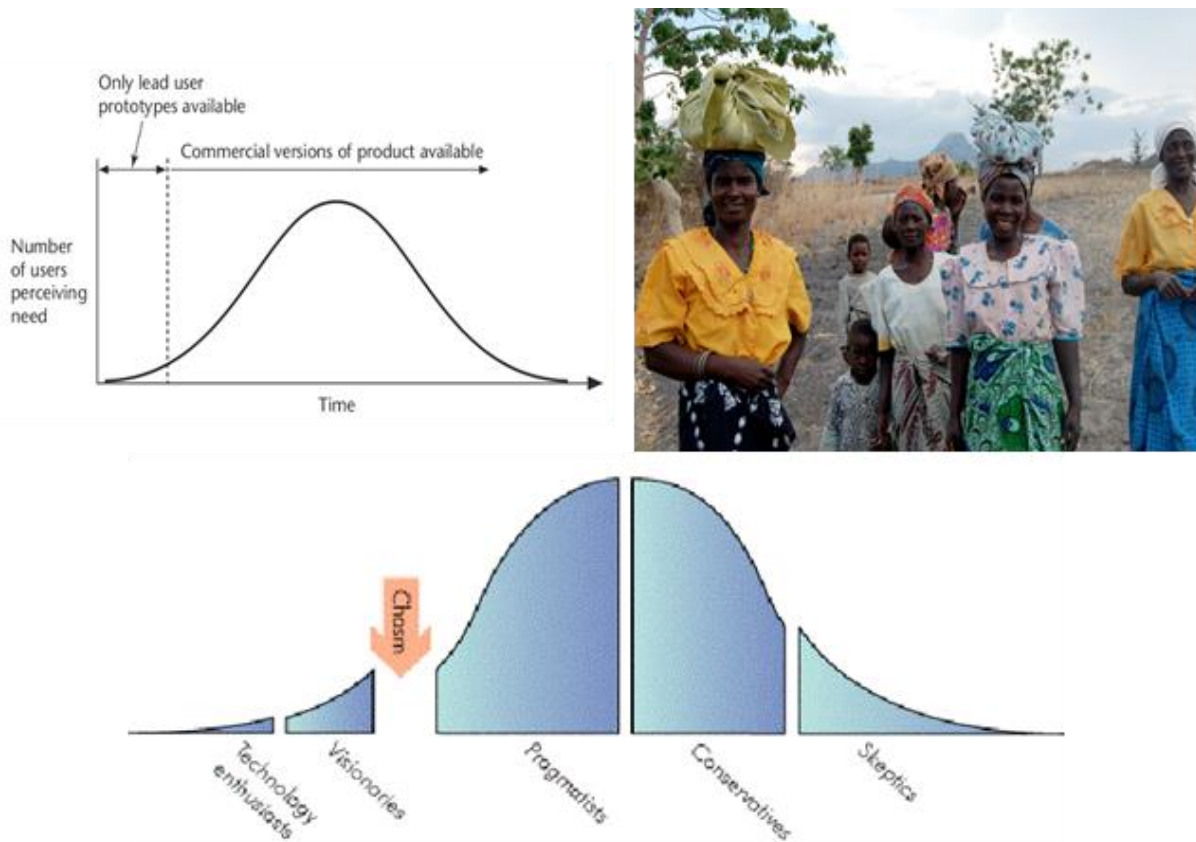 Only lead user
prototypes available
Commercial versions of product available
Number
of users
perceiving
need
Time
Chasm
Technology
enthusiasts
Visionaries
Pragmatists
Conservatives
Skeptics